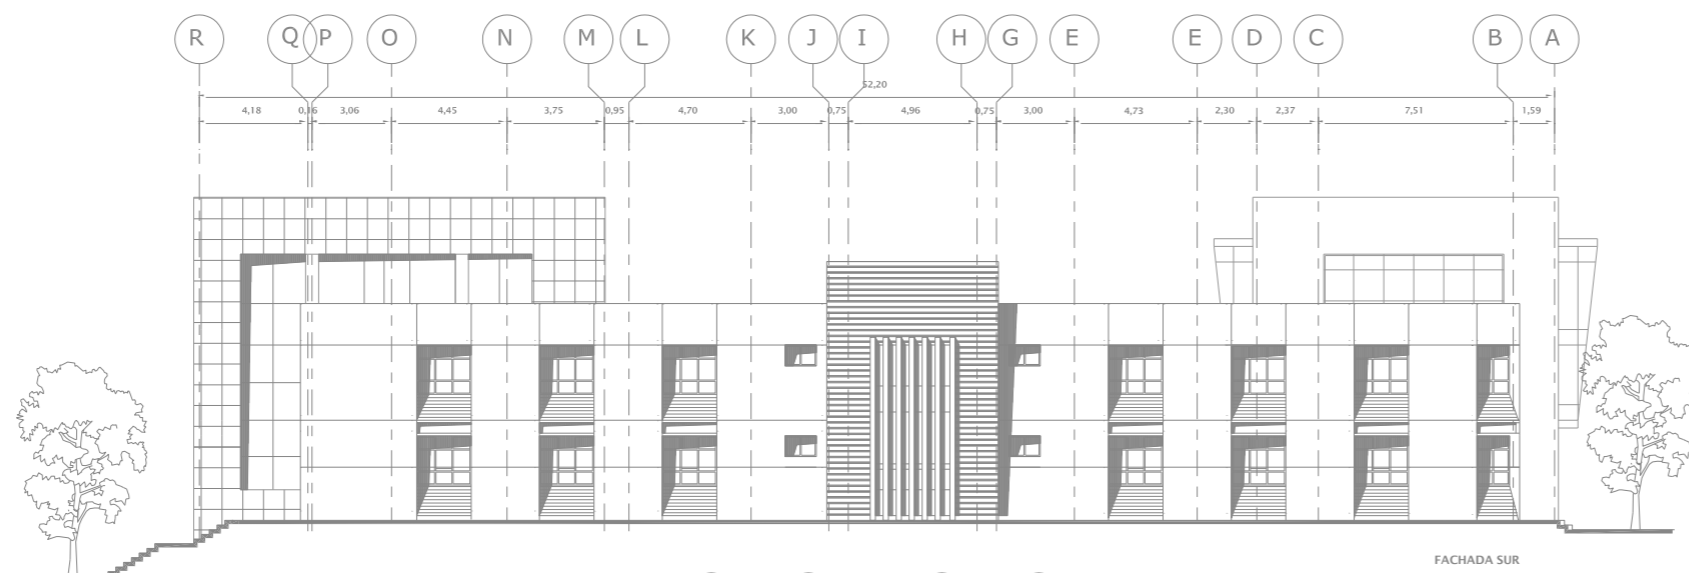 R Q P O N M L K J I H G E E D C B A
52,20
4,18 0,16 3,06 4,45 3,75 0,95 4,70 3,00 0,75 4,96 0,75 3,00 4,73 2,30 2,37 7,51 1,59
FACHADA SUR